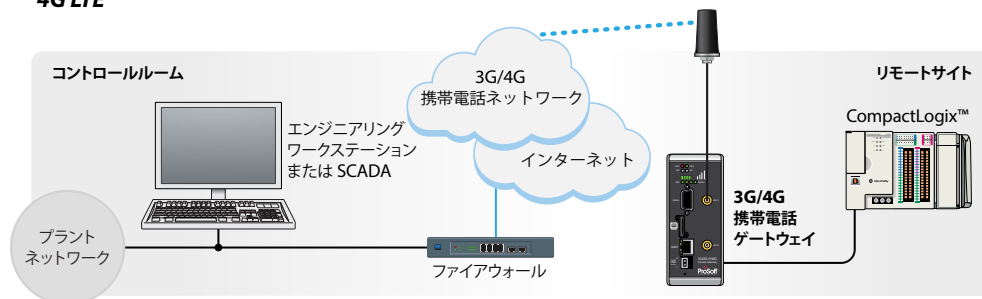 4G LTE
コントロールルーム
3G/4G
携帯電話ネットワーク
リモートサイト
CompactLogix™
エンジニアリング
ワークステーション
または SCADA
インターネット
3G/4G
携帯電話
ゲートウェイ
プラント
ネットワーク
ファイアウォール
ProSoft